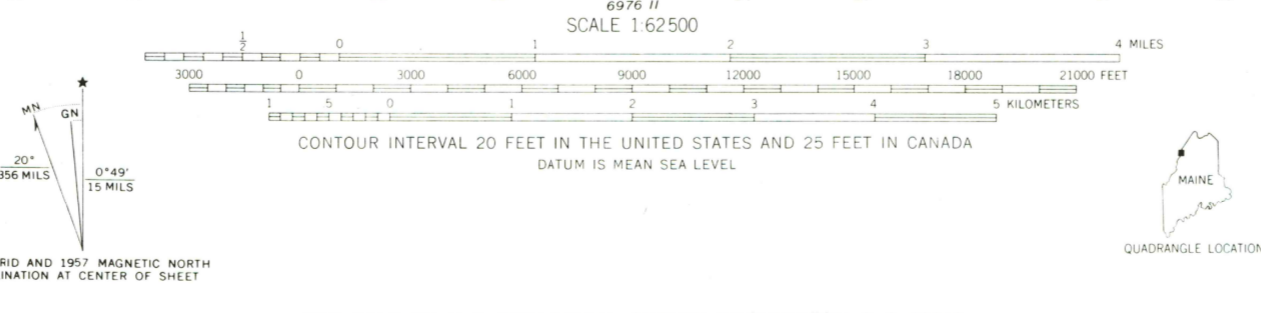 6976 II
SCALE 1:62500
1/2 0 1 2 3 4 MILES
3000 0 3000 6000 9000 12000 15000 18000 21000 FEET
1 5 0 1 2 3 4 5 KILOMETERS
CONTOUR INTERVAL 20 FEET IN THE UNITED STATES AND 25 FEET IN CANADA
DATUM IS MEAN SEA LEVEL
MN
GN
20°
356 MILS
0°49'
15 MILS
RID AND 1957 MAGNETIC NORTH
INATION AT CENTER OF SHEET
MAINE
QUADRANGLE LOCATION